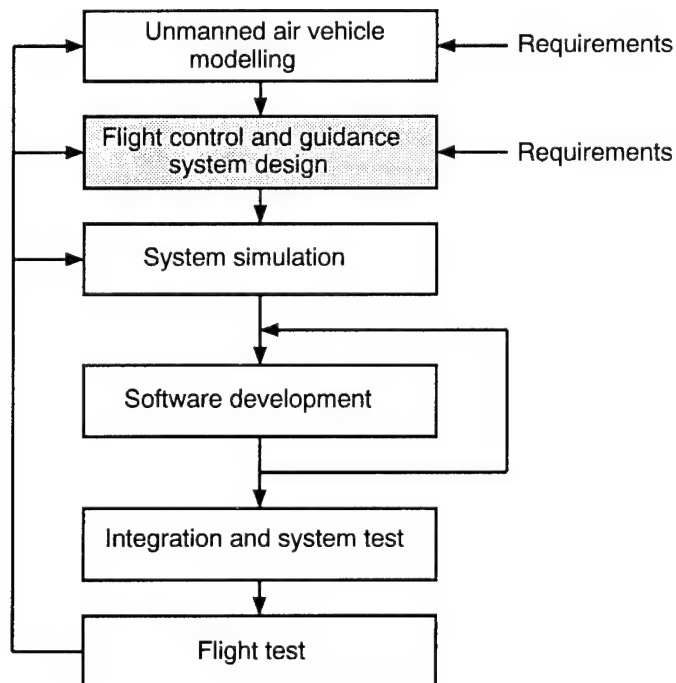 Unmanned air vehicle
modelling
Requirements
Flight control and guidance
system design
Requirements
System simulation
Software development
Integration and system test
Flight test